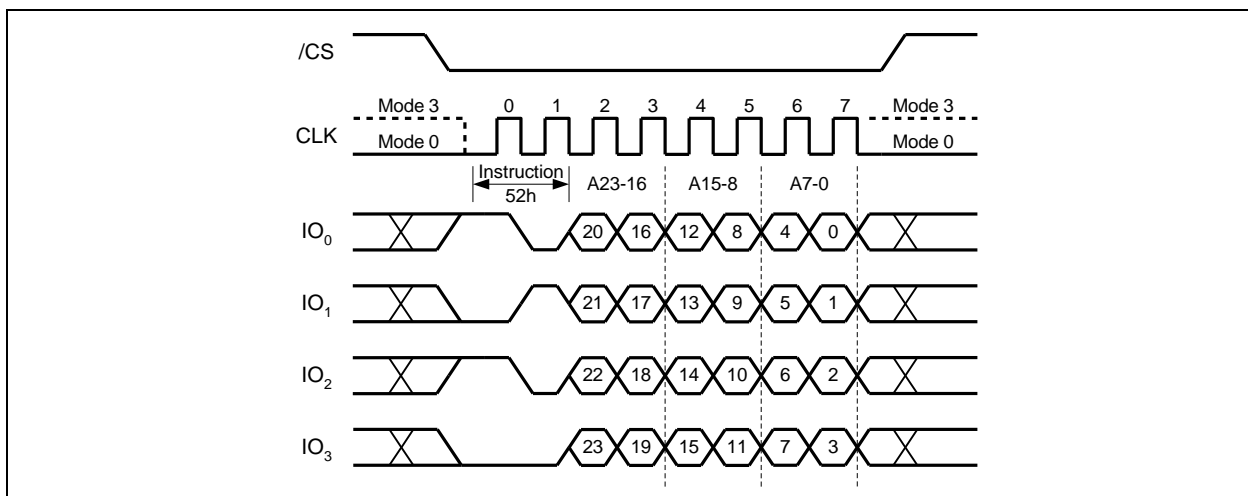 /CS
Mode 3 0 1 2 3 4 5 6 7 Mode 3
CLK
Mode 0 Mode 0
Instruction A23-16 A15-8 A7-0
52h
IO0 20 16 12 8 4 0
IO1 21 17 13 9 5 1
IO2 22 18 14 10 6 2
IO3 23 19 15 11 7 3